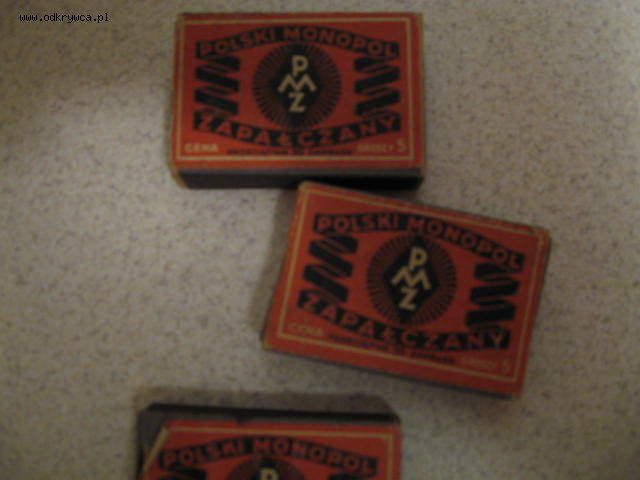 www.odkrywca.pl
POLSKI MONOPOL
PMZ
ZAPAŁCZANY
CENA GROSZY 5
POLSKI MONOPOL
PMZ
ZAPAŁCZANY
CENA GROSZY 5
POLSKI MONOPOL
PM